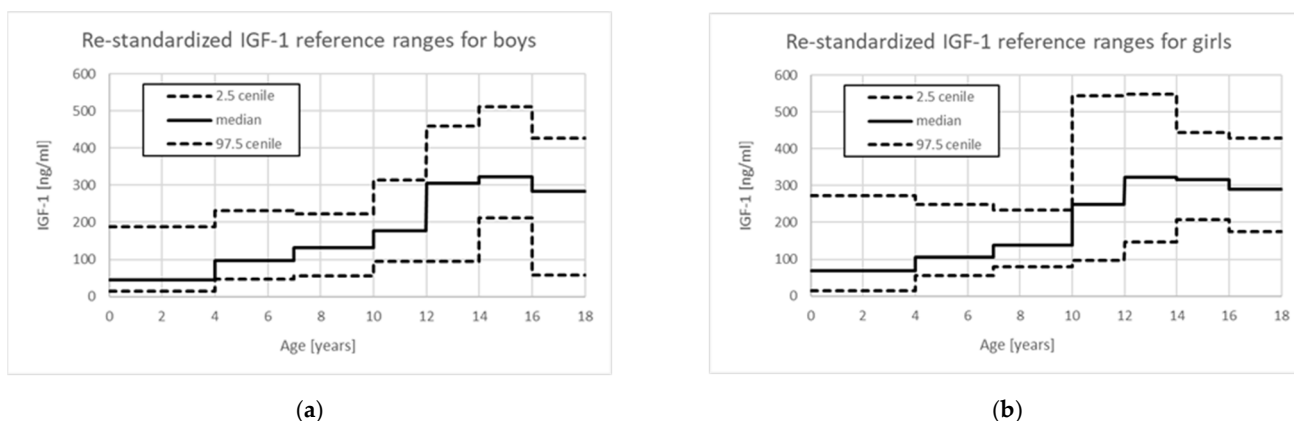 Re-standardized IGF-1 reference ranges for boys
600
500
400
300
200
100
0
IGF-1 [ng/ml]
2.5 cenile
median
97.5 cenile
0 2 4 6 8 10 12 14 16 18
Age [years]
(a)
Re-standardized IGF-1 reference ranges for girls
600
500
400
300
200
100
0
IGF-1 [ng/ml]
2.5 cenile
median
97.5 cenile
0 2 4 6 8 10 12 14 16 18
Age [years]
(b)